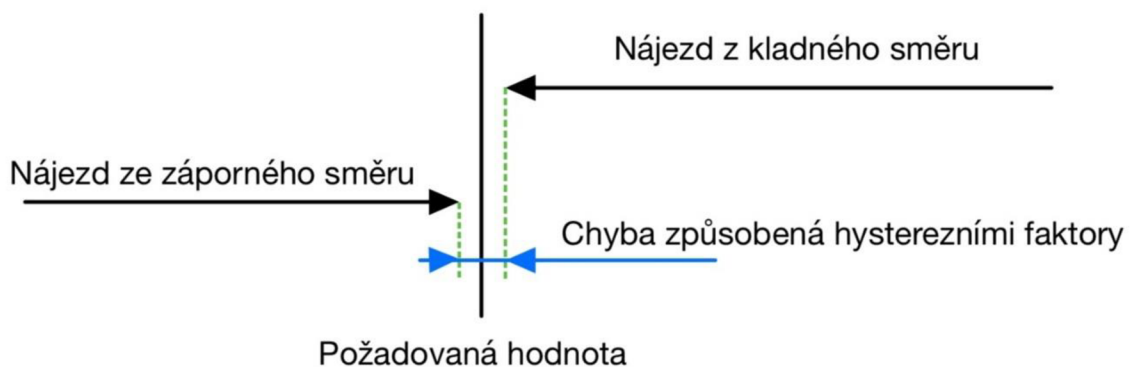 Nájezd z kladného směru
Nájezd ze záporného směru
Chyba způsobená hysterezními faktory
Požadovaná hodnota